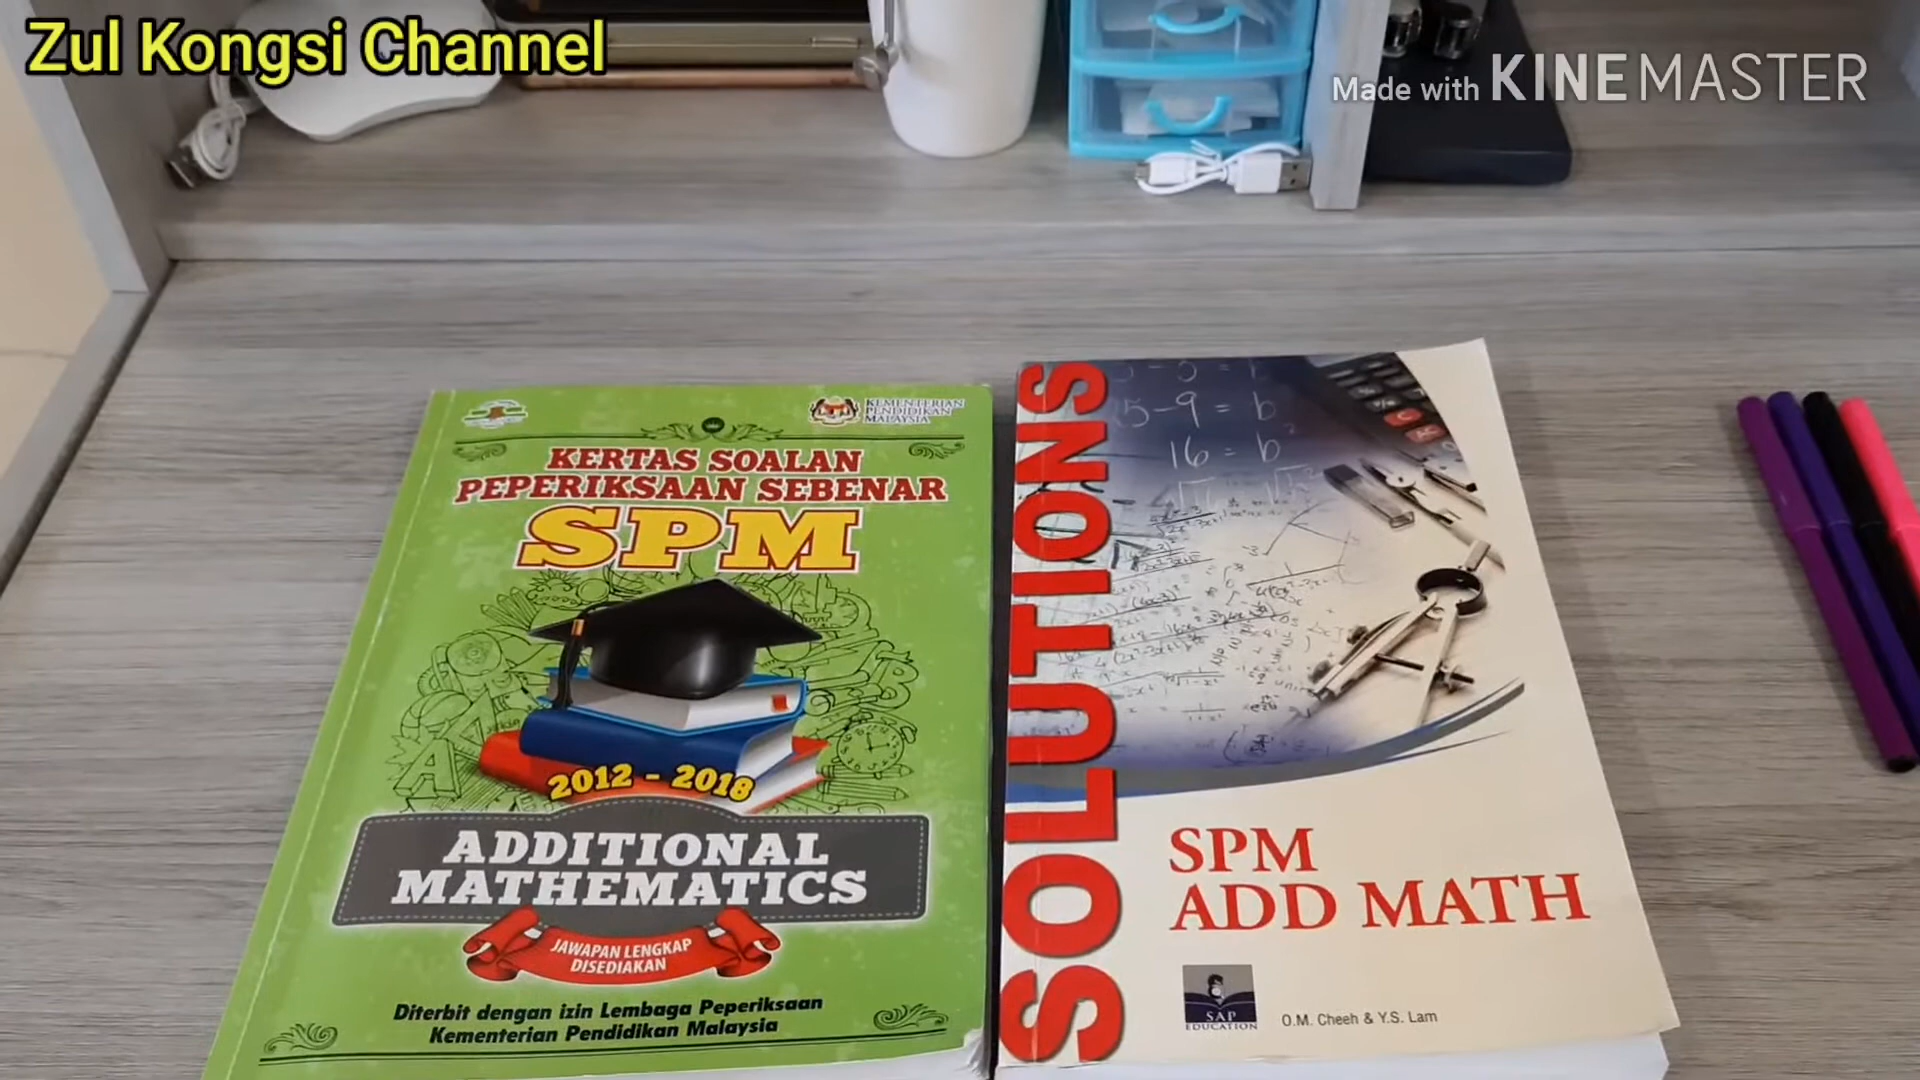 Zul Kongsi Channel
Made with KINEMASTER
KEMENTERIAN
PENDIDIKAN
MALAYSIA
KERTAS SOALAN
PEPERIKSAAN SEBENAR
SPM
2012 - 2018
ADDITIONAL
MATHEMATICS
JAWAPAN LENGKAP
DISEDIAKAN
Diterbit dengan izin Lembaga Peperiksaan
Kementerian Pendidikan Malaysia
SOLUTIONS
5-9 = b
16 = b
SPM
ADD MATH
SAP
EDUCATION
O.M. Cheeh & Y.S. Lam